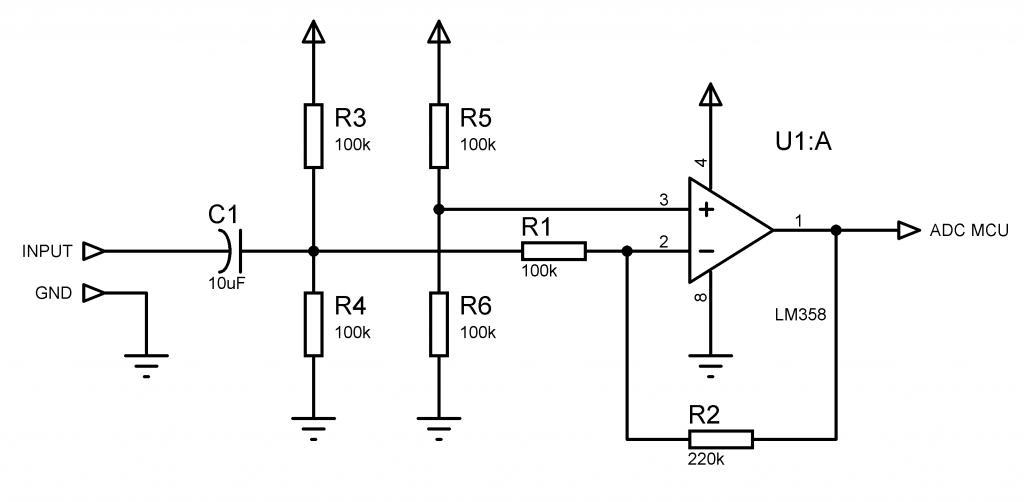 R3
100k
R5
100k
4
U1:A
C1
3
+
1
ADC MCU
INPUT
R1
2
−
10uF
100k
GND
8
R4
100k
R6
100k
LM358
R2
220k